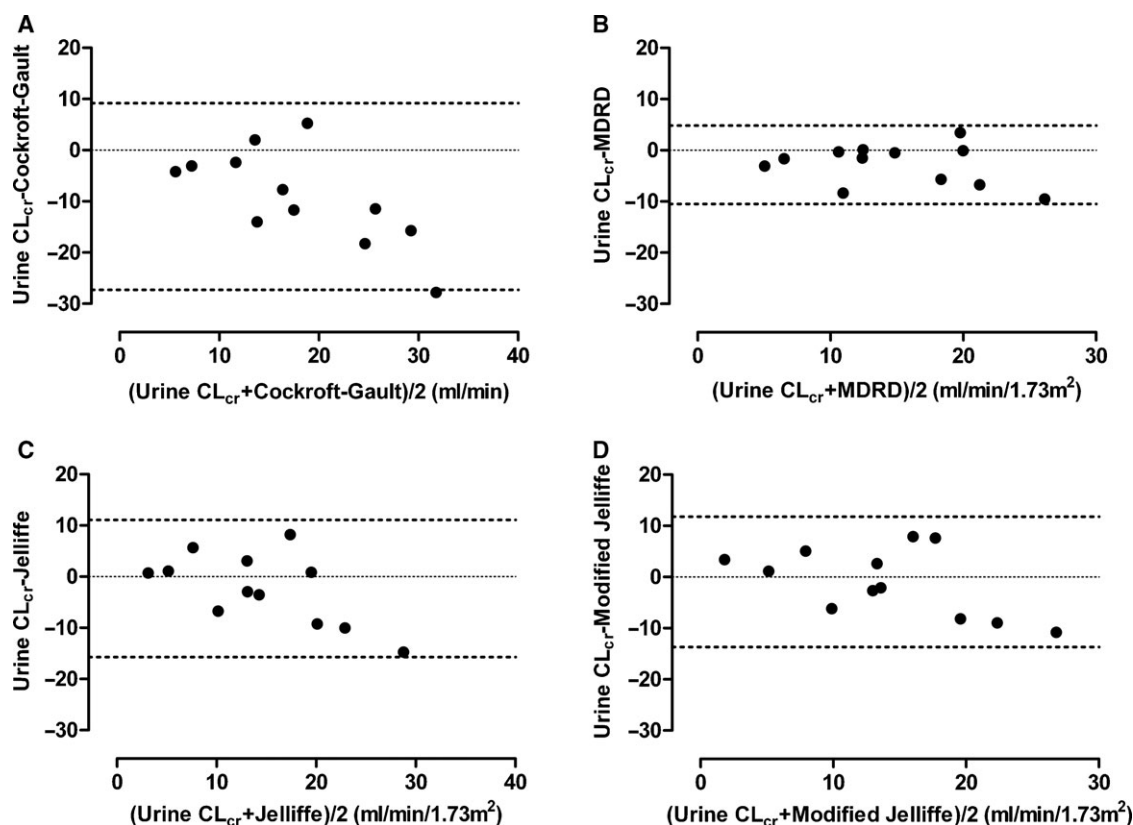 A
Urine CLcr-Cockroft-Gault
20
10
0
–10
–20
–30
0 10 20 30 40
(Urine CLcr+Cockroft-Gault)/2 (ml/min)
B
Urine CLcr-MDRD
20
10
0
–10
–20
–30
0 10 20 30
(Urine CLcr+MDRD)/2 (ml/min/1.73m²)
C
Urine CLcr-Jelliffe
20
10
0
–10
–20
–30
0 10 20 30 40
(Urine CLcr+Jelliffe)/2 (ml/min/1.73m²)
D
Urine CLcr-Modified Jelliffe
20
10
0
–10
–20
–30
0 10 20 30
(Urine CLcr+Modified Jelliffe)/2 (ml/min/1.73m²)